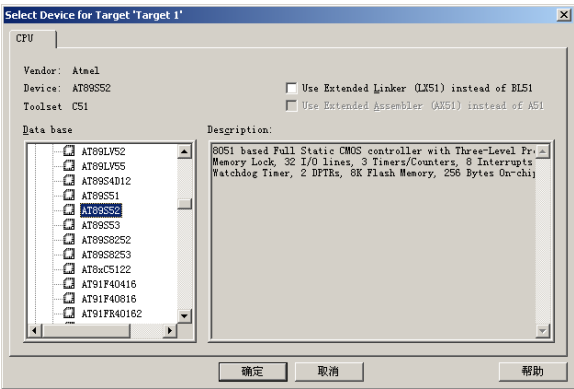 Select Device for Target 'Target 1'
CPU
Vendor: Atmel
Device: AT89S52
Toolset C51
Use Extended Linker (LX51) instead of BL51
Use Extended Assembler (AX51) instead of A51
Data base
Description:
AT89LV52
AT89LV55
AT89S4D12
AT89S51
AT89S52
AT89S53
AT89S8252
AT89S8253
AT8xC5122
AT91F40416
AT91F40816
AT91FR40162
8051 based Full Static CMOS controller with Three-Level Pr
Memory Lock, 32 I/O lines, 3 Timers/Counters, 8 Interrupts
Watchdog Timer, 2 DPTRs, 8K Flash Memory, 256 Bytes On-chip
确定
取消
帮助